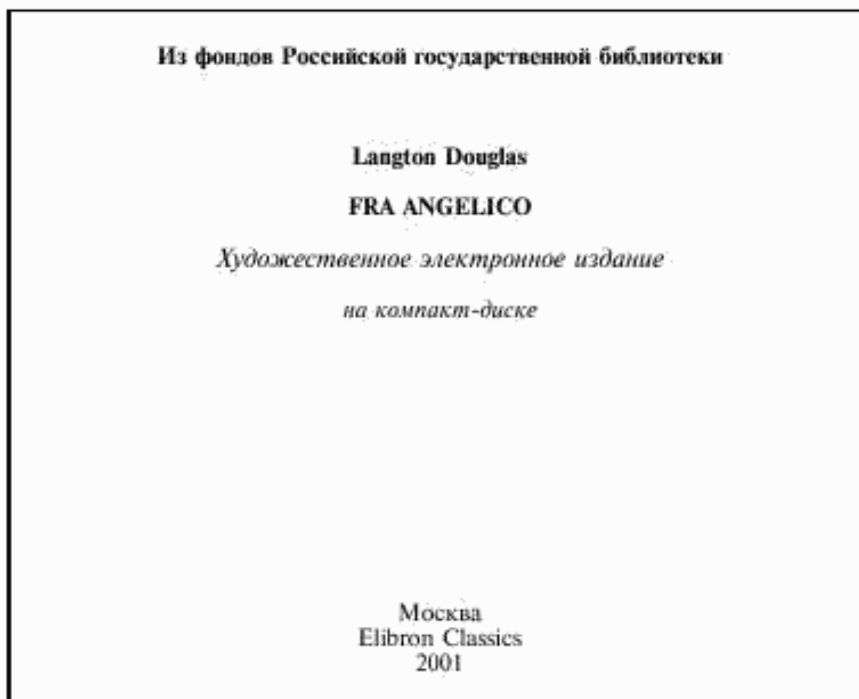 Из фондов Российской государственной библиотеки
Langton Douglas
FRA ANGELICO
Художественное электронное издание
на компакт-диске
Москва
Elibron Classics
2001